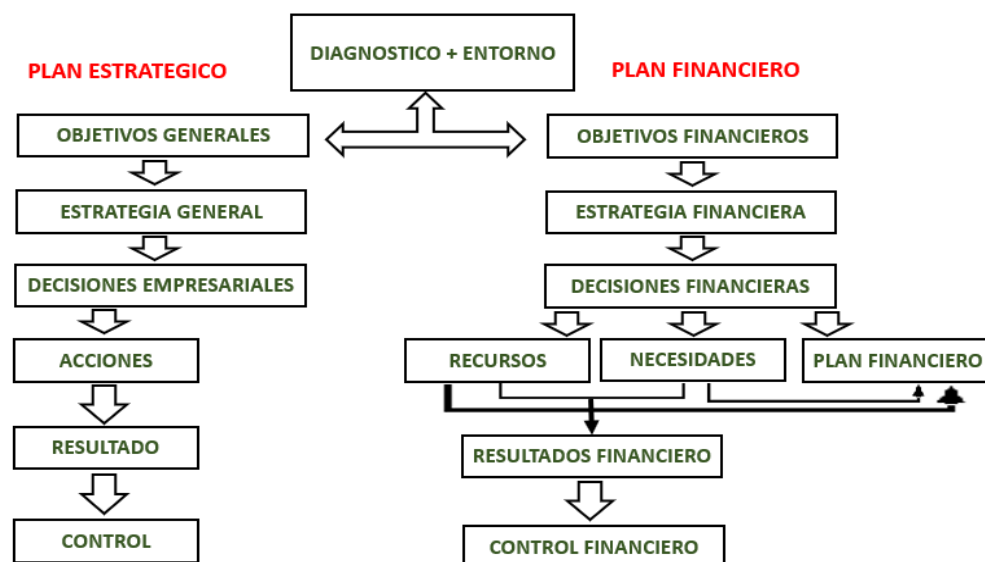 DIAGNOSTICO + ENTORNO
PLAN ESTRATEGICO
PLAN FINANCIERO
OBJETIVOS GENERALES
OBJETIVOS FINANCIEROS
ESTRATEGIA GENERAL
ESTRATEGIA FINANCIERA
DECISIONES EMPRESARIALES
DECISIONES FINANCIERAS
ACCIONES
RECURSOS
NECESIDADES
PLAN FINANCIERO
RESULTADO
RESULTADOS FINANCIERO
CONTROL
CONTROL FINANCIERO